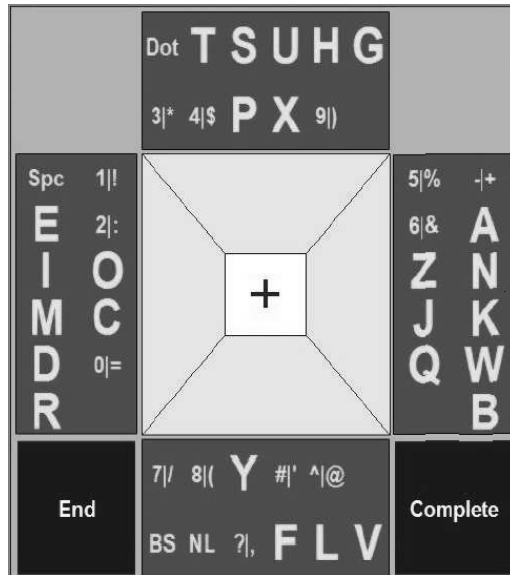 Dot T S U H G
3|* 4|$ P X 9|)
Spc 1|!
E 2|:
I O
M C
D 0|=
R
+
5|% -|+
6|& A
Z N
J K
Q W
B
7|/ 8|( Y #|' ^|@
BS NL ?|, F L V
End
Complete